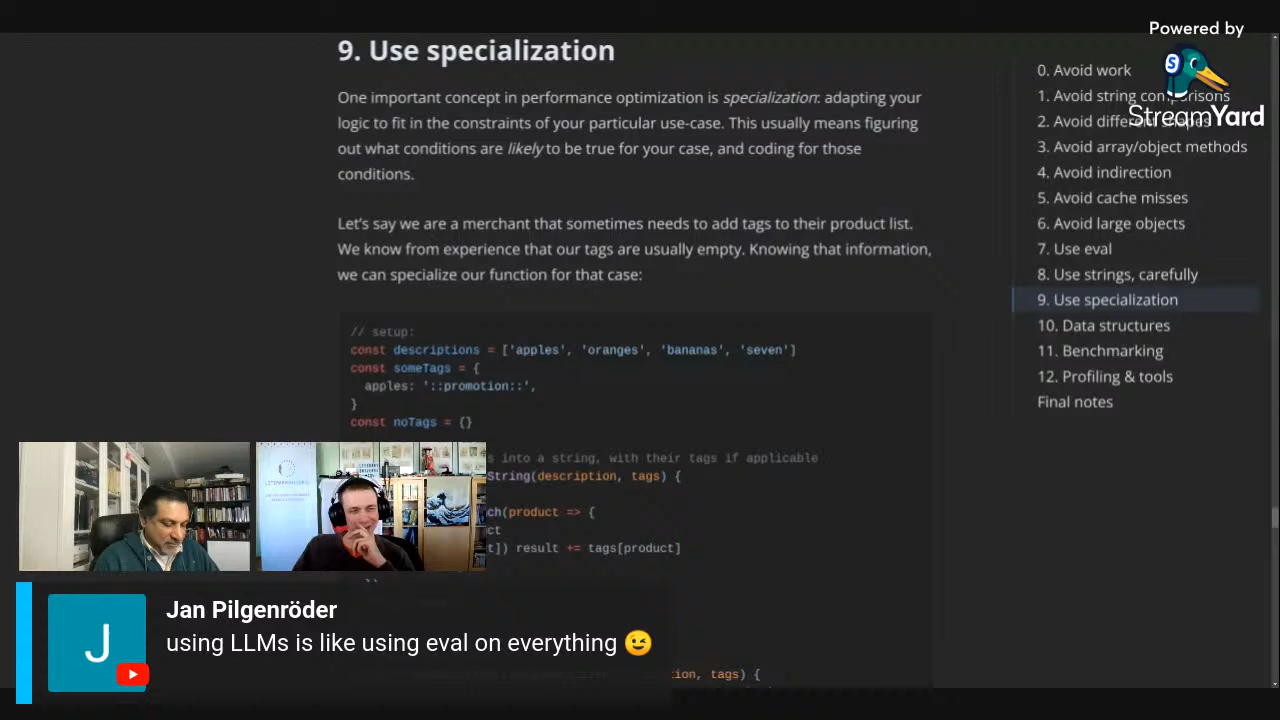 Powered by
StreamYard
9. Use specialization
One important concept in performance optimization is specialization: adapting your
logic to fit in the constraints of your particular use-case. This usually means figuring
out what conditions are likely to be true for your case, and coding for those
conditions.
Let's say we are a merchant that sometimes needs to add tags to their product list.
We know from experience that our tags are usually empty. Knowing that information,
we can specialize our function for that case:
// setup:
const descriptions = ['apples', 'oranges', 'bananas', 'seven']
const someTags = {
apples: '::promotion::',
}
const noTags = {}
s into a string, with their tags if applicable
String(description, tags) {
ch(product => {
ct
t]) result += tags[product]
})
tion, tags) {
0. Avoid work
1. Avoid string comparisons
2. Avoid different shapes
3. Avoid array/object methods
4. Avoid indirection
5. Avoid cache misses
6. Avoid large objects
7. Use eval
8. Use strings, carefully
9. Use specialization
10. Data structures
11. Benchmarking
12. Profiling & tools
Final notes
J
Jan Pilgenröder
using LLMs is like using eval on everything 😉